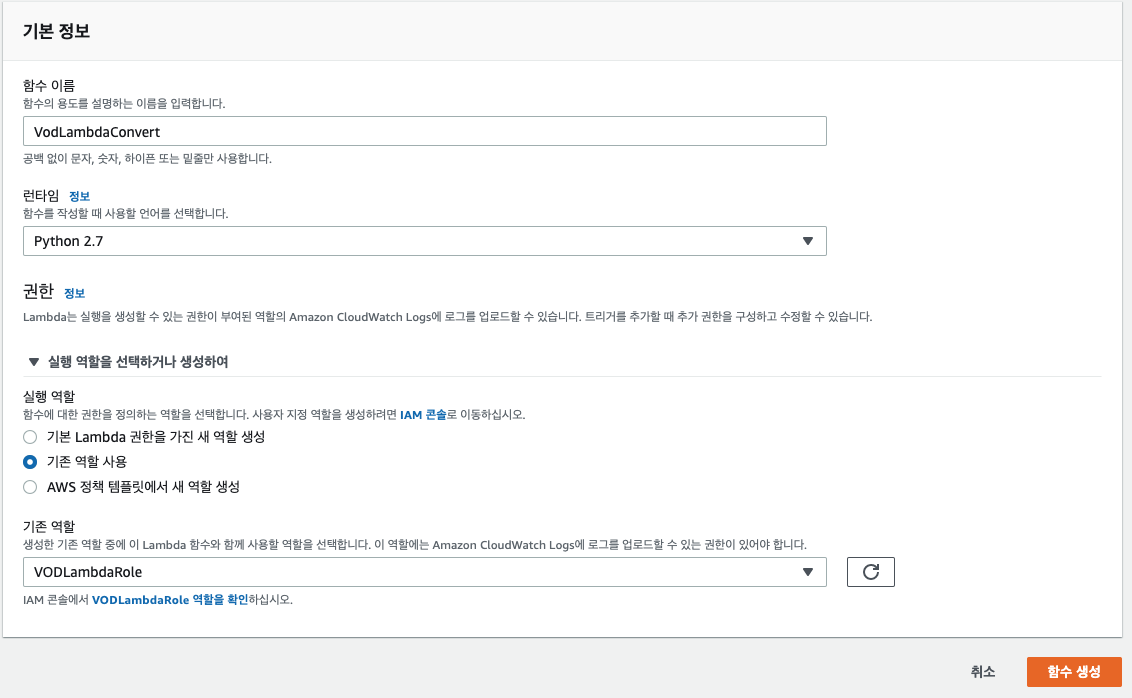 기본 정보
함수 이름
함수의 용도를 설명하는 이름을 입력합니다.
VodLambdaConvert
공백 없이 문자, 숫자, 하이픈 또는 밑줄만 사용합니다.
런타임 정보
함수를 작성할 때 사용할 언어를 선택합니다.
Python 2.7
권한 정보
Lambda는 실행을 생성할 수 있는 권한이 부여된 역할의 Amazon CloudWatch Logs에 로그를 업로드할 수 있습니다. 트리거를 추가할 때 추가 권한을 구성하고 수정할 수 있습니다.
실행 역할을 선택하거나 생성하여
실행 역할
함수에 대한 권한을 정의하는 역할을 선택합니다. 사용자 지정 역할을 생성하려면 IAM 콘솔로 이동하십시오.
기본 Lambda 권한을 가진 새 역할 생성
기존 역할 사용
AWS 정책 템플릿에서 새 역할 생성
기존 역할
생성한 기존 역할 중에 이 Lambda 함수와 함께 사용할 역할을 선택합니다. 이 역할에는 Amazon CloudWatch Logs에 로그를 업로드할 수 있는 권한이 있어야 합니다.
VODLambdaRole
IAM 콘솔에서 VODLambdaRole 역할을 확인하십시오.
취소 함수 생성